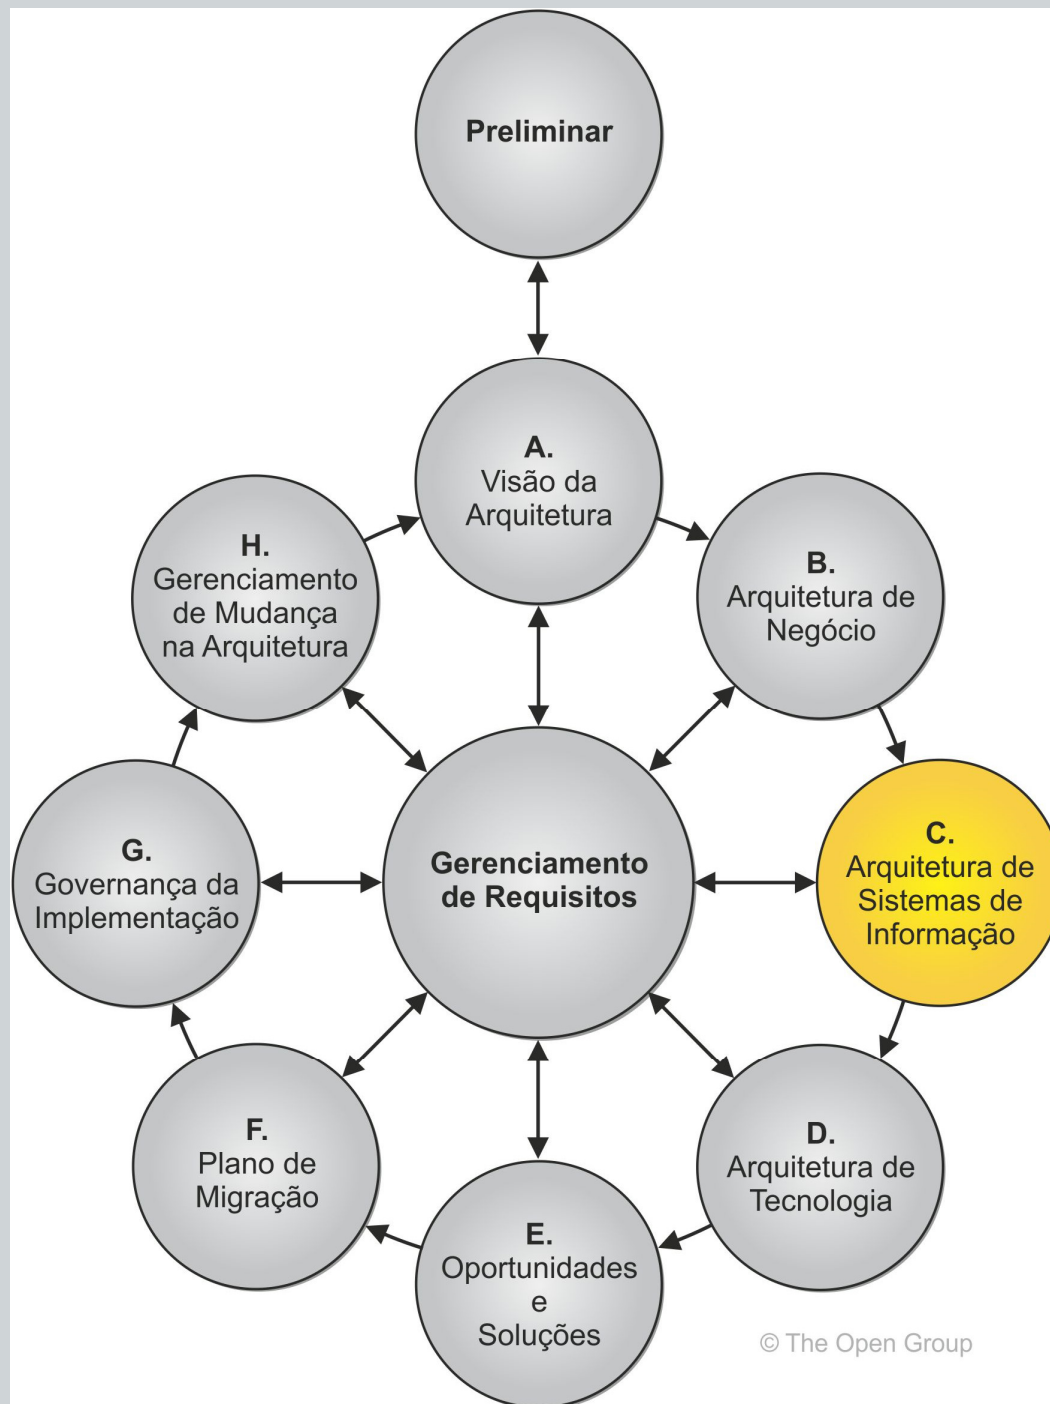 Preliminar
A.
Visão da
Arquitetura
H.
Gerenciamento
de Mudança
na Arquitetura
B.
Arquitetura de
Negócio
G.
Governança da
Implementação
Gerenciamento
de Requisitos
C.
Arquitetura de
Sistemas de
Informação
F.
Plano de
Migração
D.
Arquitetura de
Tecnologia
E.
Oportunidades
e
Soluções
© The Open Group